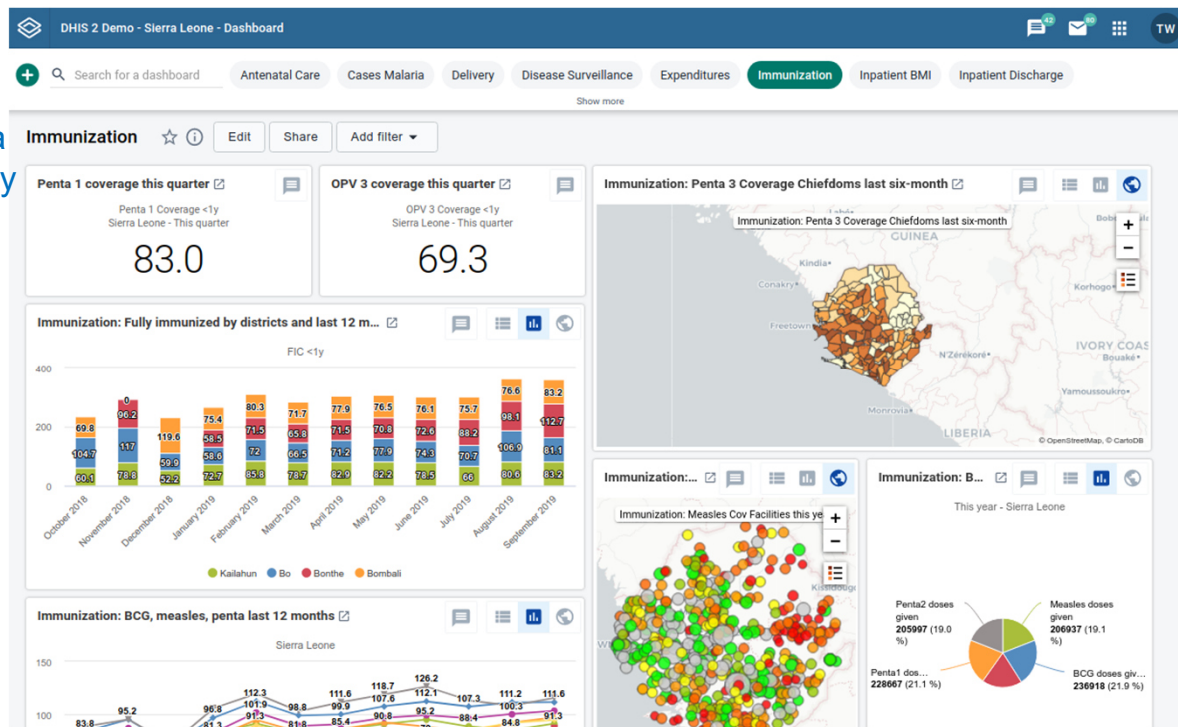 DHIS 2 Demo - Sierra Leone - Dashboard
42
90
TW
Search for a dashboard
Antenatal Care
Cases Malaria
Delivery
Disease Surveillance
Expenditures
Immunization
Inpatient BMI
Inpatient Discharge
Show more
a
y
Immunization
Edit
Share
Add filter
Penta 1 coverage this quarter
Penta 1 Coverage <1y
Sierra Leone - This quarter
83.0
OPV 3 coverage this quarter
OPV 3 Coverage <1y
Sierra Leone - This quarter
69.3
Immunization: Penta 3 Coverage Chiefdoms last six-month
Immunization: Penta 3 Coverage Chiefdoms last six-month
+
−
GUINEA
Kindia
Conakry
Freetown
Korhogo
N'Zérékoré
IVORY COAS
Bouaké
Yamoussoukro
Monrovia
LIBERIA
© OpenStreetMap, © CartoDB
Immunization: Fully immunized by districts and last 12 m...
FIC <1y
400
200
0
69.8
104.7
60.1
0
96.2
117
78.8
119.6
59.9
52.2
75.4
58.5
58.6
72.7
80.3
71.5
72
85.8
71.7
65.8
66.5
78.7
77.9
71.5
71.2
82.9
76.5
70.8
77.9
82.2
76.1
72.6
74.3
78.5
75.7
88.2
70.7
66
76.6
98.1
106.9
80.6
83.2
112.7
81.1
83.2
October 2018
November 2018
December 2018
January 2019
February 2019
March 2019
April 2019
May 2019
June 2019
July 2019
August 2019
September 2019
Kailahun
Bo
Bonthe
Bombali
Immunization:...
Immunization: Measles Cov Facilities this ye
+
−
Immunization: B...
This year - Sierra Leone
Penta2 doses
given
205997 (19.0
%)
Measles doses
given
206937 (19.1
%)
Penta1 dos...
228667 (21.1 %)
BCG doses giv...
236918 (21.9 %)
Immunization: BCG, measles, penta last 12 months
Sierra Leone
150
100
83.8
95.2
96.8
81.3
112.3
101.9
91.3
98.8
81.8
111.6
99.9
85.4
118.7
107.6
90.8
126.2
112.1
95.2
107.3
88.4
111.2
100.3
84.8
111.6
91.3